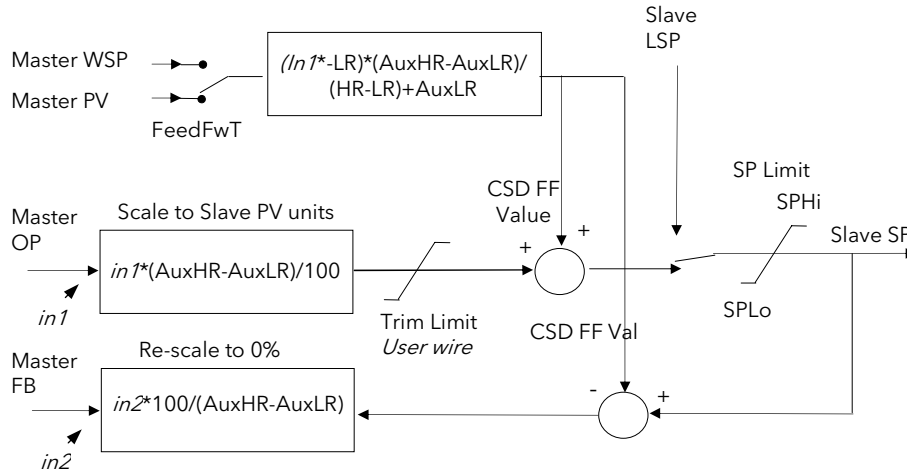 Slave
LSP
Master WSP
Master PV
FeedFwT
(In1*-LR)*(AuxHR-AuxLR)/
(HR-LR)+AuxLR
SP Limit
SPHi
CSD FF
Value
Master
OP
Scale to Slave PV units
in1*(AuxHR-AuxLR)/100
+
+
Slave SP
in1
Trim Limit
User wire
SPLo
CSD FF Val
Master
FB
Re-scale to 0%
in2*100/(AuxHR-AuxLR)
-
+
in2